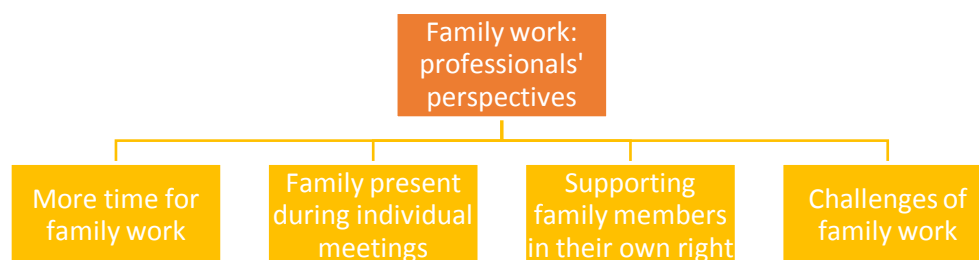 Family work:
professionals'
perspectives
More time for
family work
Family present
during individual
meetings
Supporting
family members
in their own right
Challenges of
family work